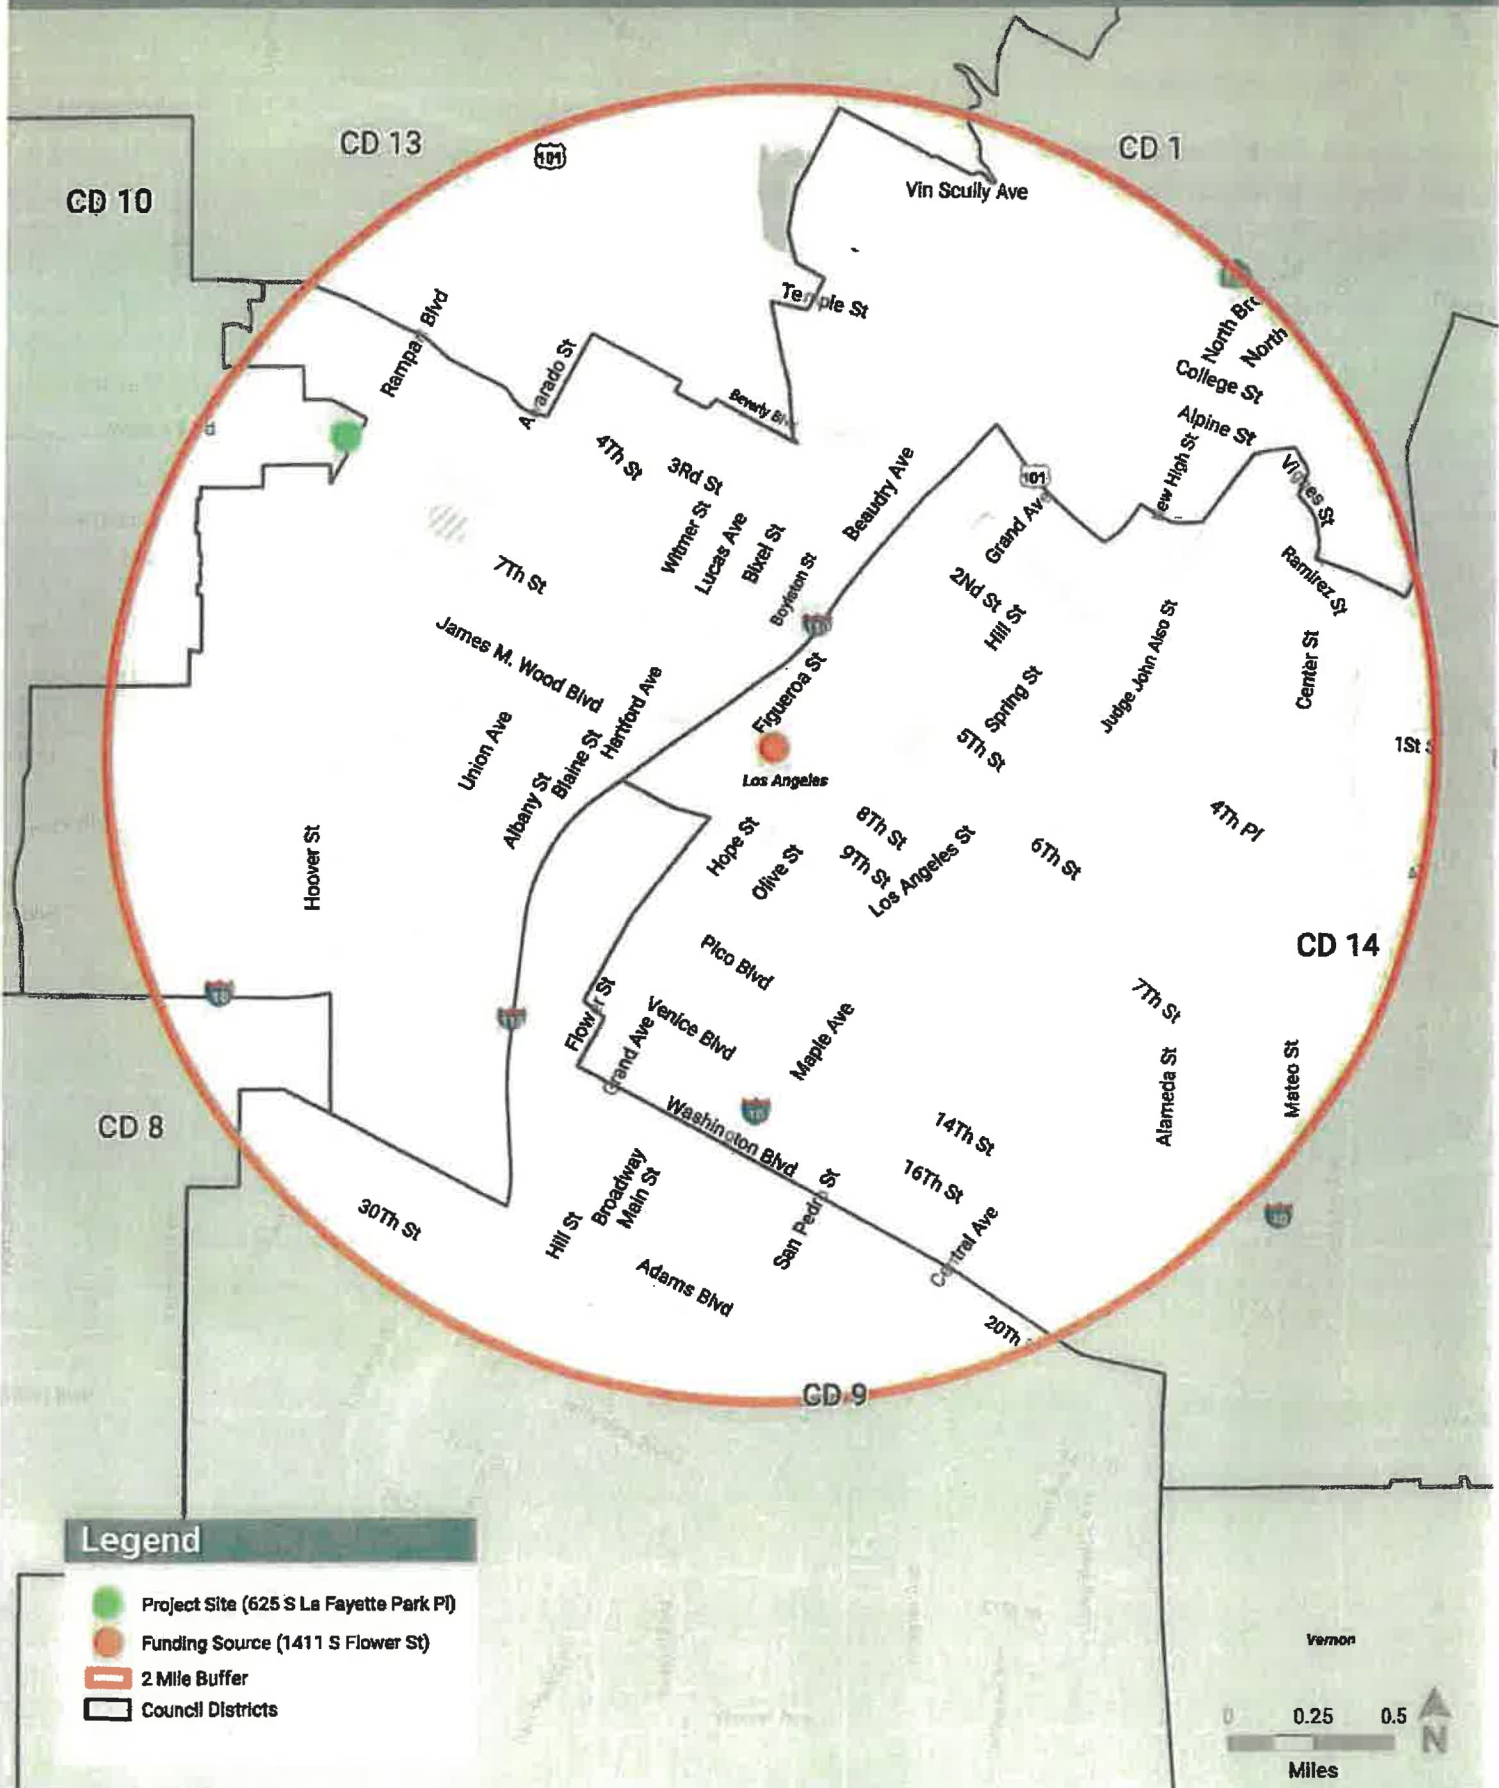 CD 13
101
CD 1
CD 10
Vin Scully Ave
Temple St
Rampart Blvd
North
College St
Alvarado St
Beverly Blvd
Alpine St
4Th St
3Rd St
Beaudry Ave
101
New High St
Vignes St
Witmer St
Lucas Ave
Bixel St
Grand Ave
7Th St
Boylston St
2Nd St
Hill St
Ramirez St
James M. Wood Blvd
Judge John Aiso St
Center St
Hartford Ave
Figueroa St
Spring St
Union Ave
Blaine St
5Th St
1St
Albany St
Los Angeles
8Th St
4Th Pl
Hoover St
Hope St
Olive St
9Th St
Los Angeles St
6Th St
CD 14
Pico Blvd
10
7Th St
Flower St
Venice Blvd
Maple Ave
Grand Ave
Alameda St
Mateo St
CD 8
Washington Blvd
10
14Th St
Broadway
Main St
16Th St
San Pedro St
30Th St
Hill St
Central Ave
10
Adams Blvd
20Th
CD 9
Legend
Project Site (625 S La Fayette Park Pl)
Funding Source (1411 S Flower St)
2 Mile Buffer
Council Districts
Vernon
0 0.25 0.5
N
Miles